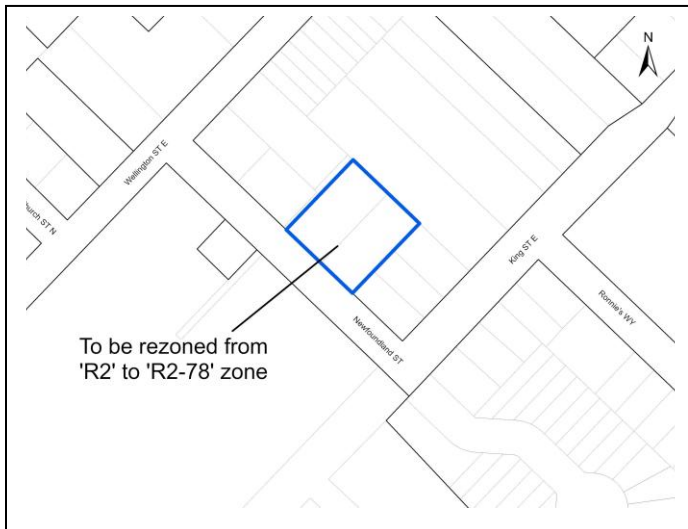 N
Wellington ST E
urch ST N
King ST E
Ronnie's WY
Newfoundland ST
To be rezoned from
'R2' to 'R2-78' zone